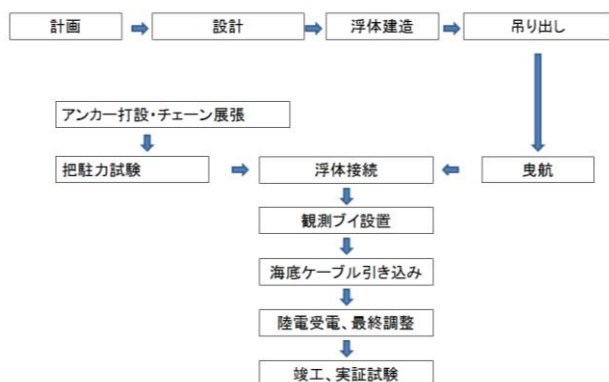 計画
設計
浮体建造
吊り出し
アンカー打設・チェーン展張
把駐力試験
浮体接続
曳航
観測ブイ設置
海底ケーブル引き込み
陸電受電、最終調整
竣工、実証試験